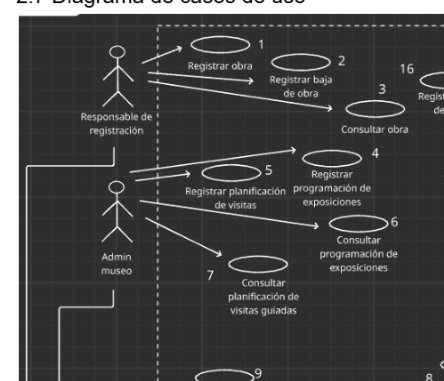 2.7 Diagrama de casos de uso
1
Registrar obra
2
Registrar baja
de obra
16
Regist
de
3
Consultar obra
Responsable de
registración
4
Registrar
programación de
exposiciones
5
Registrar planificación
de visitas
6
Consultar
programación de
exposiciones
Admin
museo
7
Consultar
planificación de
visitas guiadas
9
8